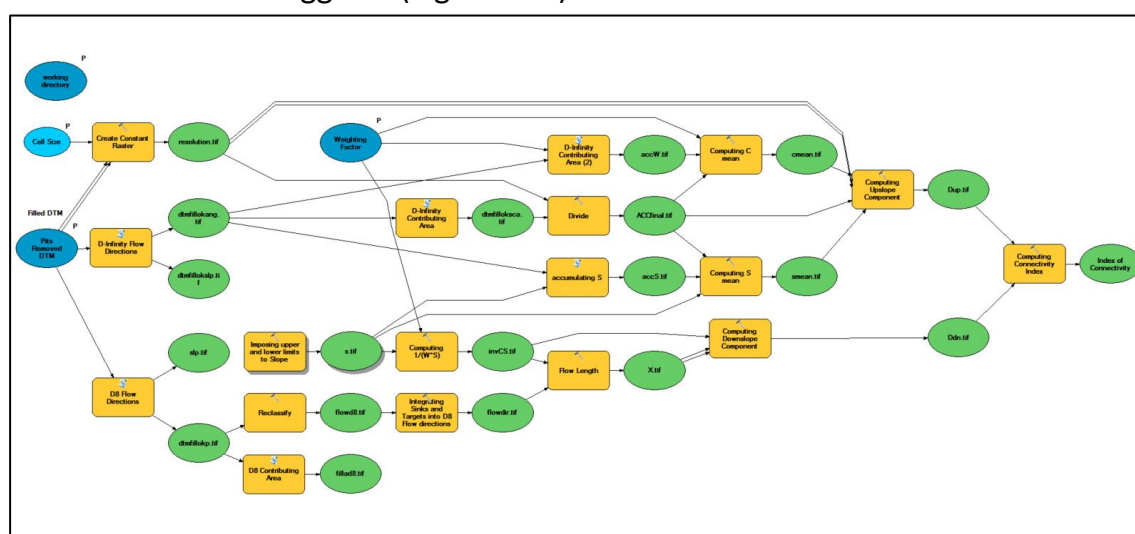 P
working
directory
P
Cell Size
Create Constant
Raster
resolution.tif
P
Weighting
Factor
D-Infinity
Contributing
Area (2)
accW.tif
Computing C
mean
cmean.tif
Computing
Upslope
Component
Dup.tif
Filled DTM
P
Pits
Removed
DTM
D-Infinity Flow
Directions
dtmfillokang.
tif
dtmfillokslp.ti
f
D-Infinity
Contributing
Area
dtmfilloksca.
tif
Divide
ACCfinal.tif
accumulating S
accS.tif
Computing S
mean
smean.tif
Computing
Connectivity
Index
Index of
Connectivity
slp.tif
Imposing upper
and lower limits
to Slope
s.tif
Computing
1/(W*S)
invCS.tif
Computing
Downslope
Component
Ddn.tif
Flow Length
X.tif
D8 Flow
Directions
Reclassify
flowd8.tif
Integrating
Sinks and
Targets into D8
Flow directions
flowdir.tif
dtmfillokp.tif
D8 Contributing
Area
fillad8.tif